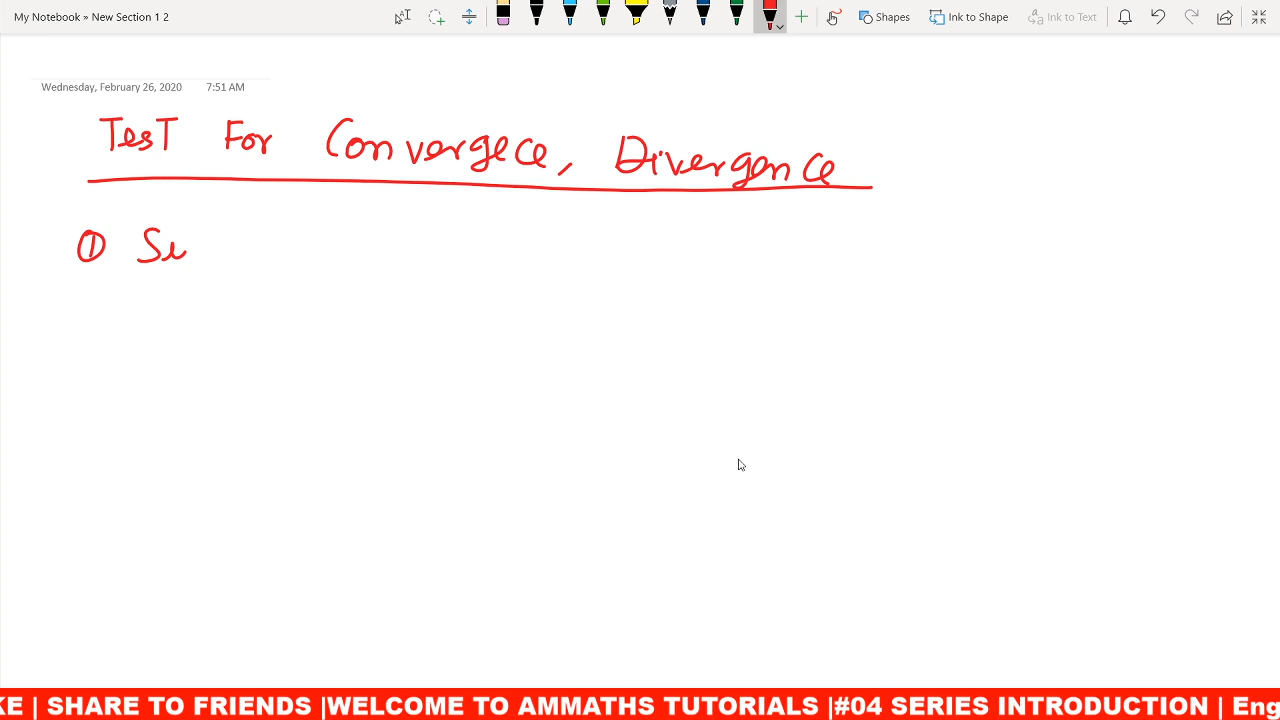 My Notebook » New Section 1 2
Shapes Ink to Shape Ink to Text
Wednesday, February 26, 2020 7:51 AM
TesT For Convergece, Divergence
① Se
KE | SHARE TO FRIENDS |WELCOME TO AMMATHS TUTORIALS |#04 SERIES INTRODUCTION | Eng